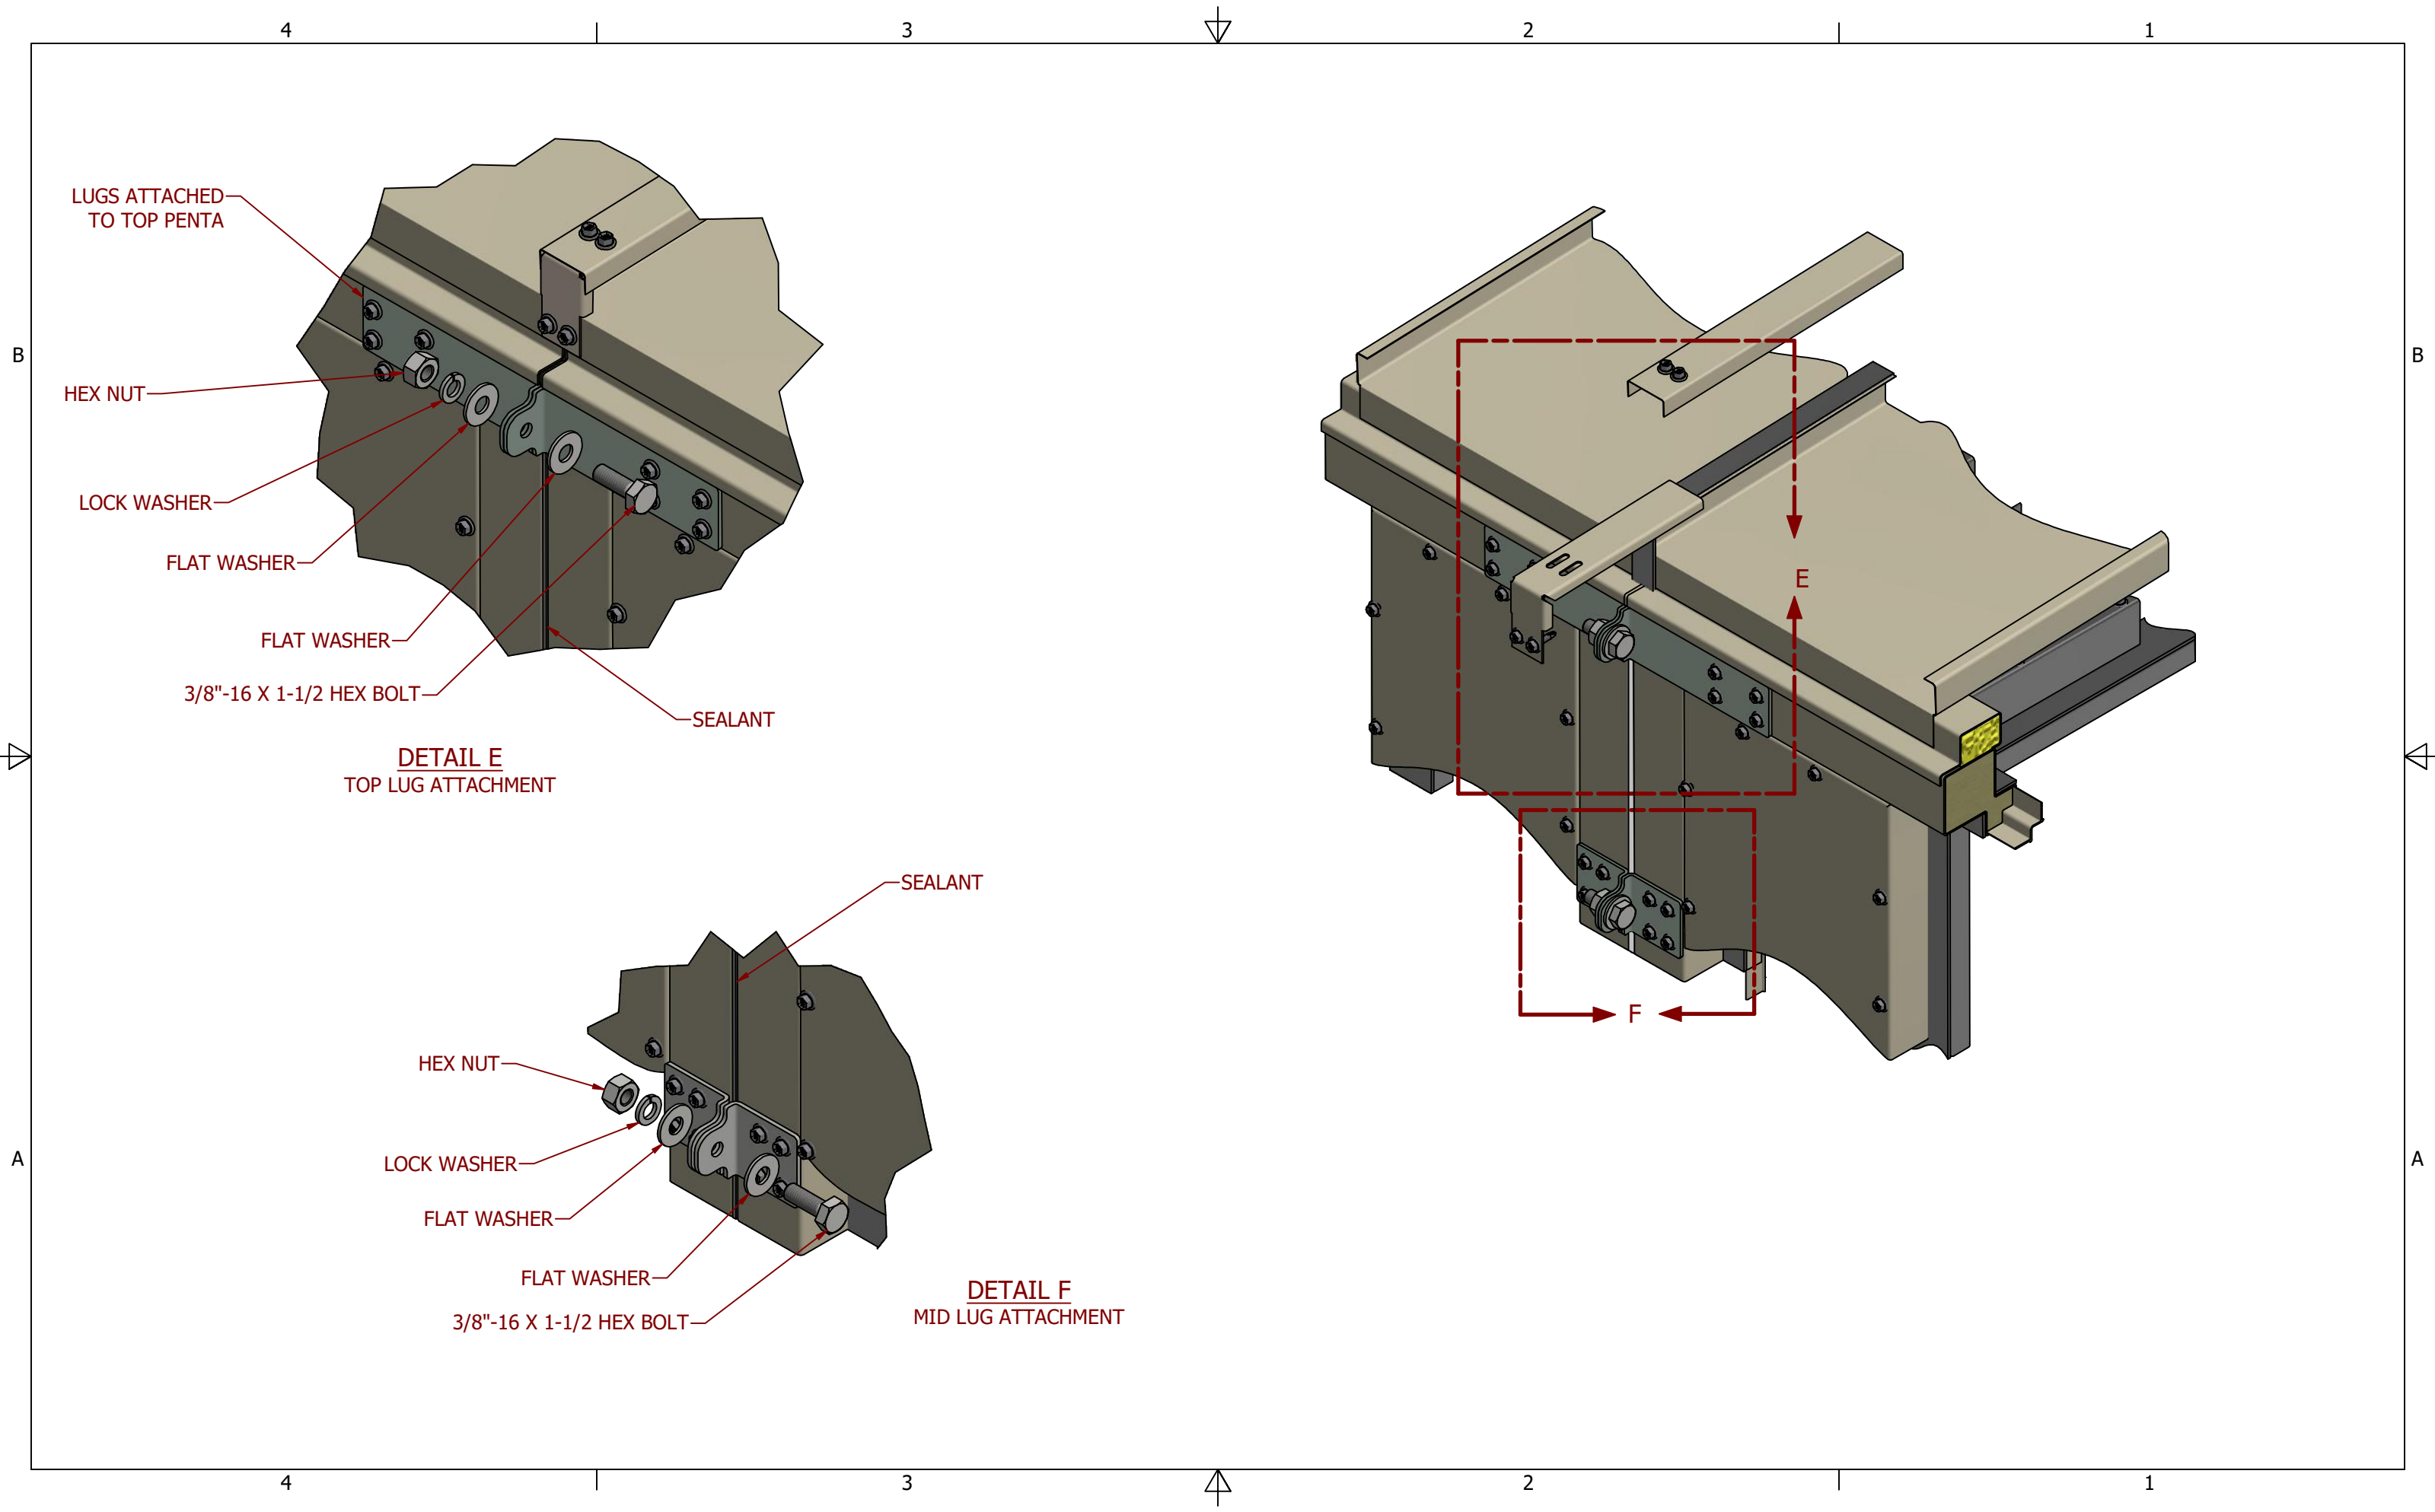 4 3 2 1
LUGS ATTACHED
TO TOP PENTA
B B
HEX NUT
LOCK WASHER
FLAT WASHER
FLAT WASHER
3/8"-16 X 1-1/2 HEX BOLT
SEALANT
DETAIL E
TOP LUG ATTACHMENT
E
SEALANT
F
HEX NUT
A A
LOCK WASHER
FLAT WASHER
FLAT WASHER
3/8"-16 X 1-1/2 HEX BOLT
DETAIL F
MID LUG ATTACHMENT
4 3 2 1